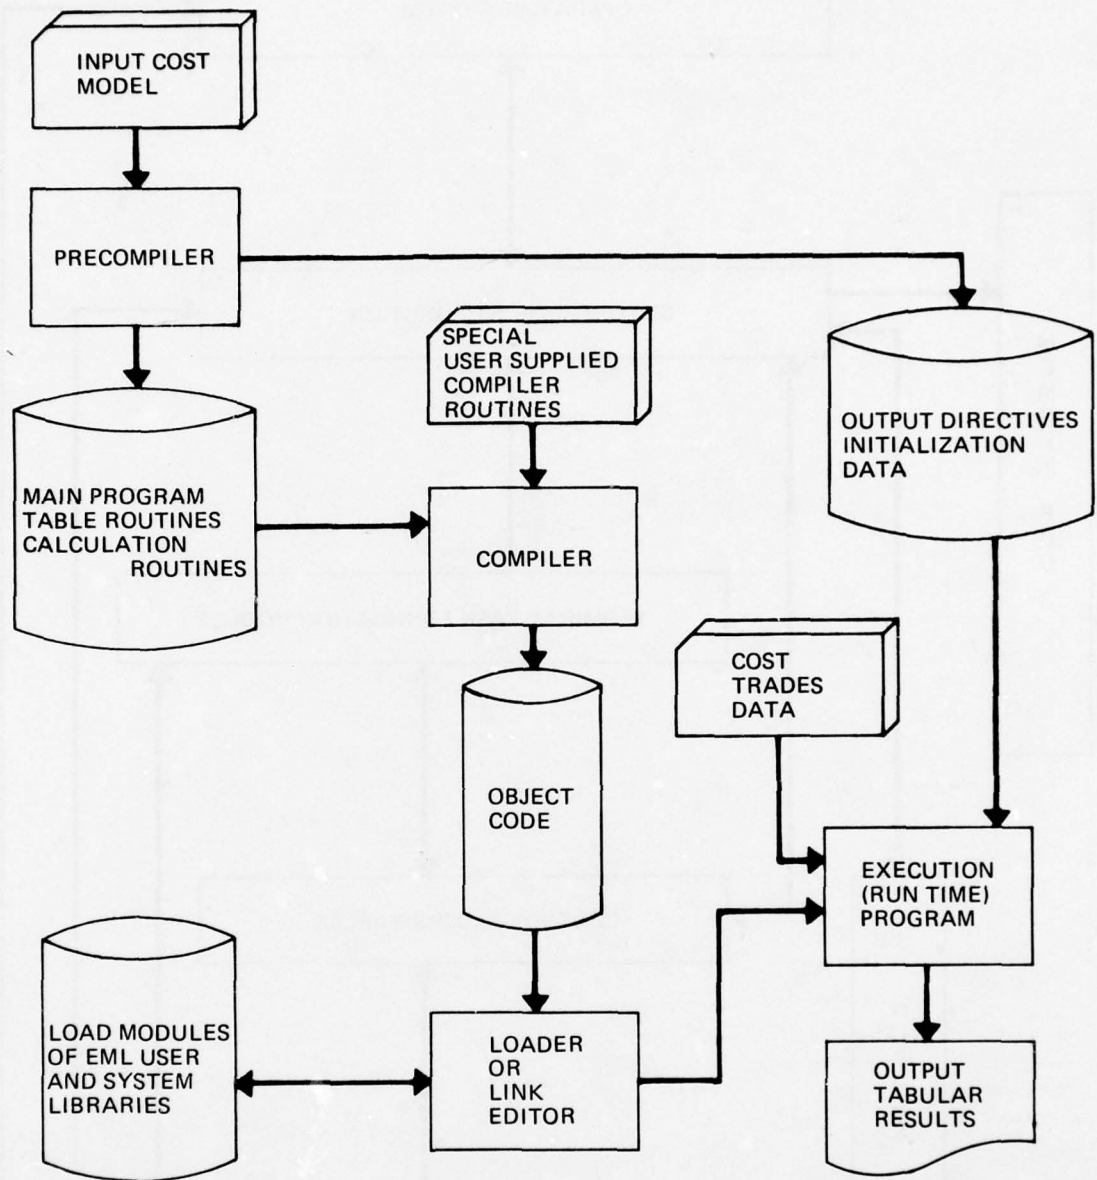 INPUT COST
MODEL
PRECOMPILER
SPECIAL
USER SUPPLIED
COMPILER
ROUTINES
OUTPUT DIRECTIVES
INITIALIZATION
DATA
MAIN PROGRAM
TABLE ROUTINES
CALCULATION
ROUTINES
COMPILER
COST
TRADES
DATA
OBJECT
CODE
EXECUTION
(RUN TIME)
PROGRAM
LOAD MODULES
OF EML USER
AND SYSTEM
LIBRARIES
LOADER
OR
LINK
EDITOR
OUTPUT
TABULAR
RESULTS